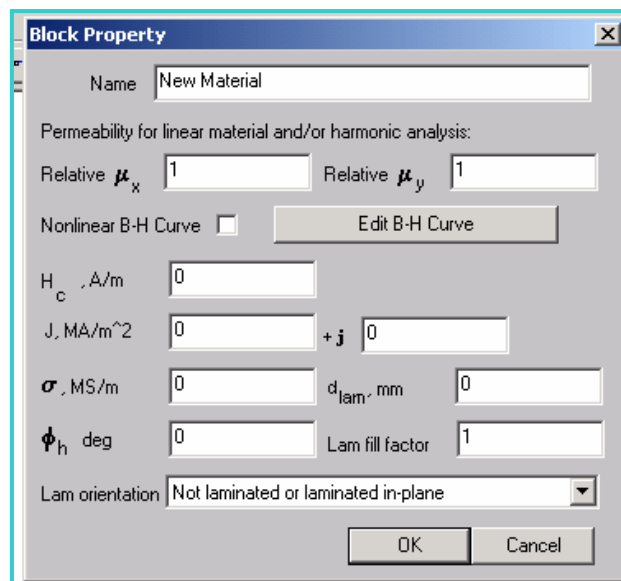 Block Property
Name New Material
Permeability for linear material and/or harmonic analysis:
Relative μx 1 Relative μy 1
Nonlinear B-H Curve Edit B-H Curve
Hc , A/m 0
J, MA/m^2 0 + j 0
σ , MS/m 0 dlam, mm 0
ϕh deg 0 Lam fill factor 1
Lam orientation Not laminated or laminated in-plane
OK Cancel